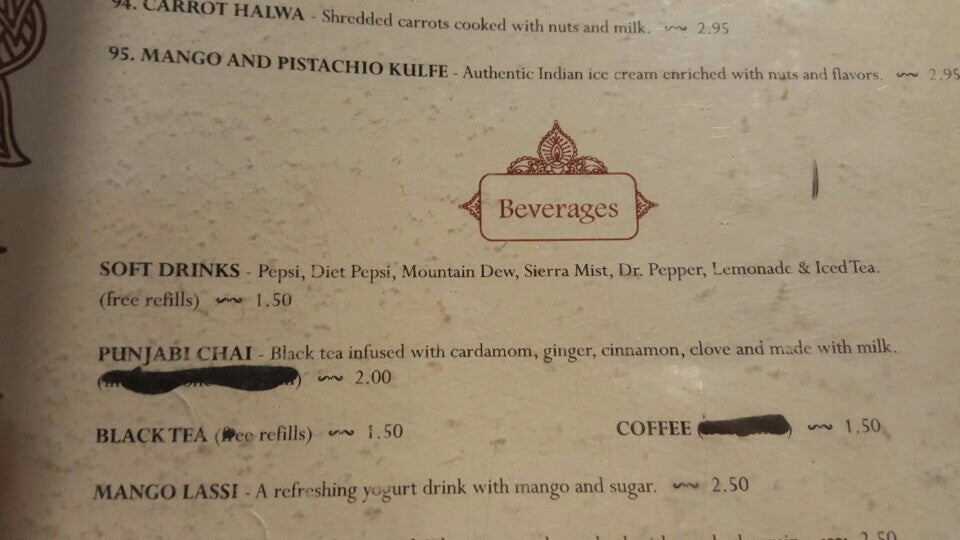 94. CARROT HALWA - Shredded carrots cooked with nuts and milk. 2.95
95. MANGO AND PISTACHIO KULFE - Authentic Indian ice cream enriched with nuts and flavors. 2.95
Beverages
SOFT DRINKS - Pepsi, Diet Pepsi, Mountain Dew, Sierra Mist, Dr. Pepper, Lemonade & Iced Tea.
(free refills) 1.50
PUNJABI CHAI - Black tea infused with cardamom, ginger, cinnamon, clove and made with milk.
2.00
BLACK TEA (free refills) 1.50
COFFEE 1.50
MANGO LASSI - A refreshing yogurt drink with mango and sugar. 2.50
2.50